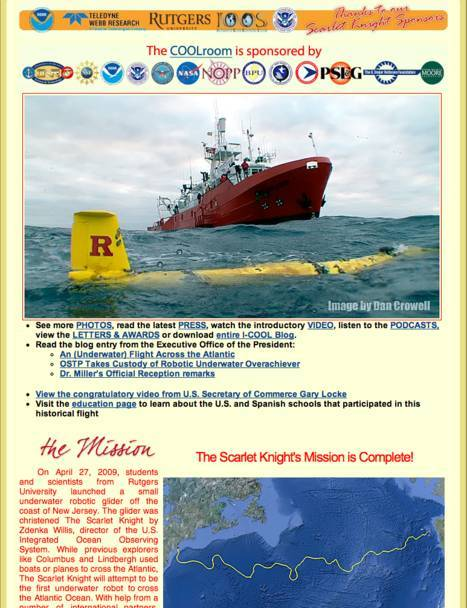 TELEDYNE
WEBB RESEARCH
RUTGERS
IOOS
Thanks to our
Scarlet Knight Sponsors
The COOLroom is sponsored by
NASA
NOPP
BPU
PSEG
MOORE
R
Image by Dan Crowell
• See more PHOTOS, read the latest PRESS, watch the introductory VIDEO, listen to the PODCASTS,
view the LETTERS & AWARDS or download entire I-COOL Blog.
• Read the blog entry from the Executive Office of the President:
An (Underwater) Flight Across the Atlantic
OSTP Takes Custody of Robotic Underwater Overachiever
Dr. Miller's Official Reception remarks
• View the congratulatory video from U.S. Secretary of Commerce Gary Locke
• Visit the education page to learn about the U.S. and Spanish schools that participated in this
historical flight
the Mission
The Scarlet Knight's Mission is Complete!
On April 27, 2009, students
and scientists from Rutgers
University launched a small
underwater robotic glider off the
coast of New Jersey. The glider was
christened The Scarlet Knight by
Zdenka Willis, director of the U.S.
Integrated Ocean Observing
System. While previous explorers
like Columbus and Lindbergh used
boats or planes to cross the Atlantic,
The Scarlet Knight will attempt to be
the first underwater robot to cross
the Atlantic Ocean. With help from a
number of international partners,